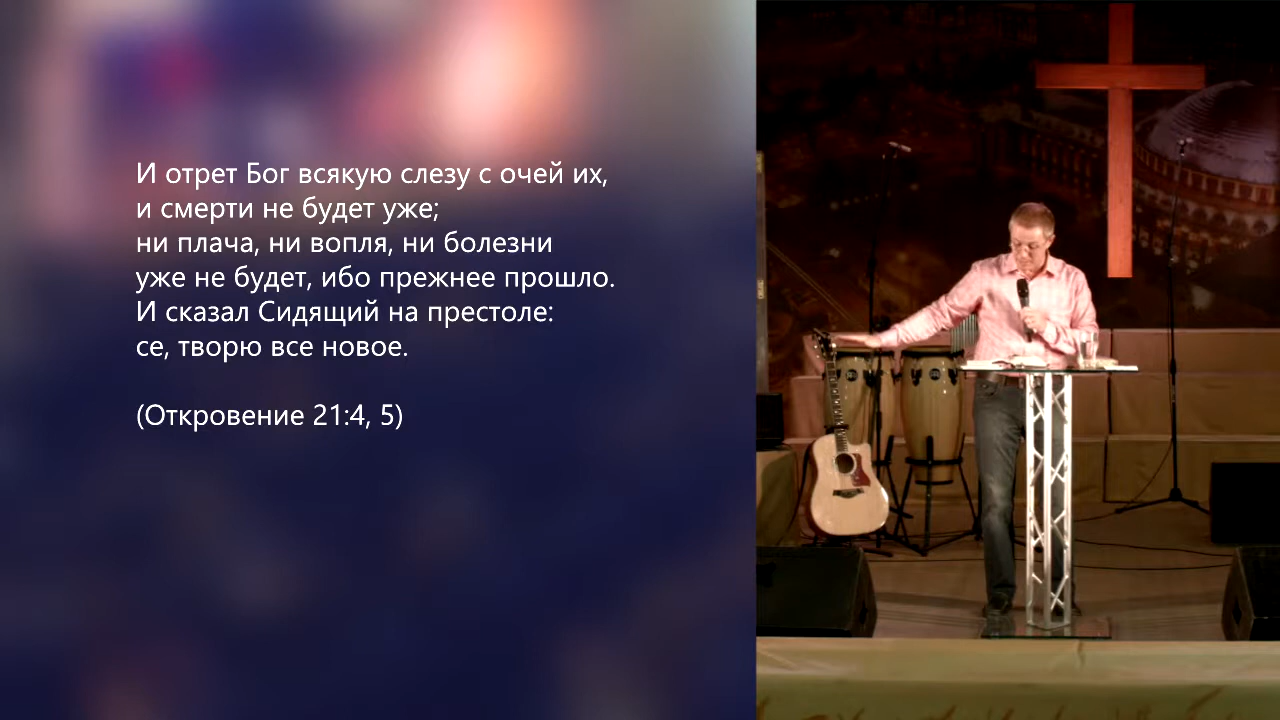 И отрет Бог всякую слезу с очей их,
и смерти не будет уже;
ни плача, ни вопля, ни болезни
уже не будет, ибо прежнее прошло.
И сказал Сидящий на престоле:
се, творю все новое.
(Откровение 21:4, 5)